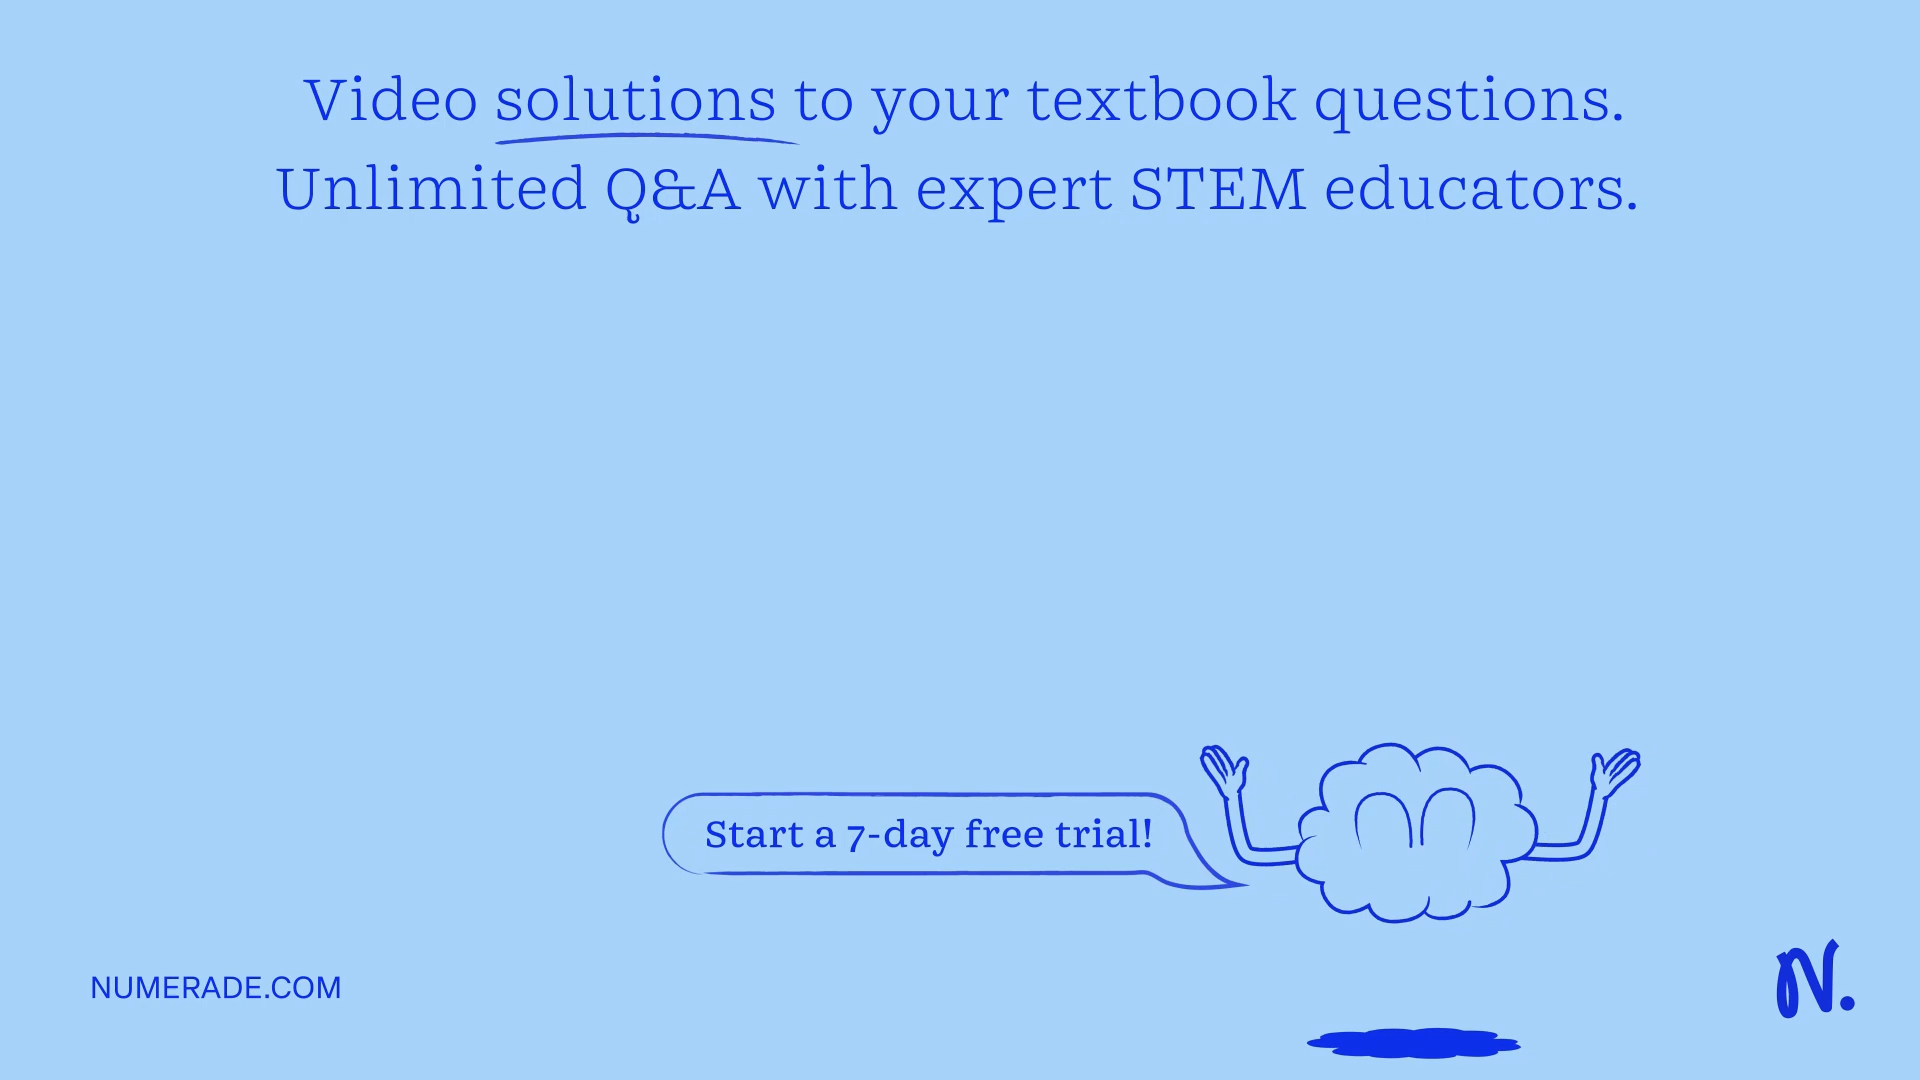 Video solutions to your textbook questions.
Unlimited Q&A with expert STEM educators.
Start a 7-day free trial!
NUMERADE.COM
N.